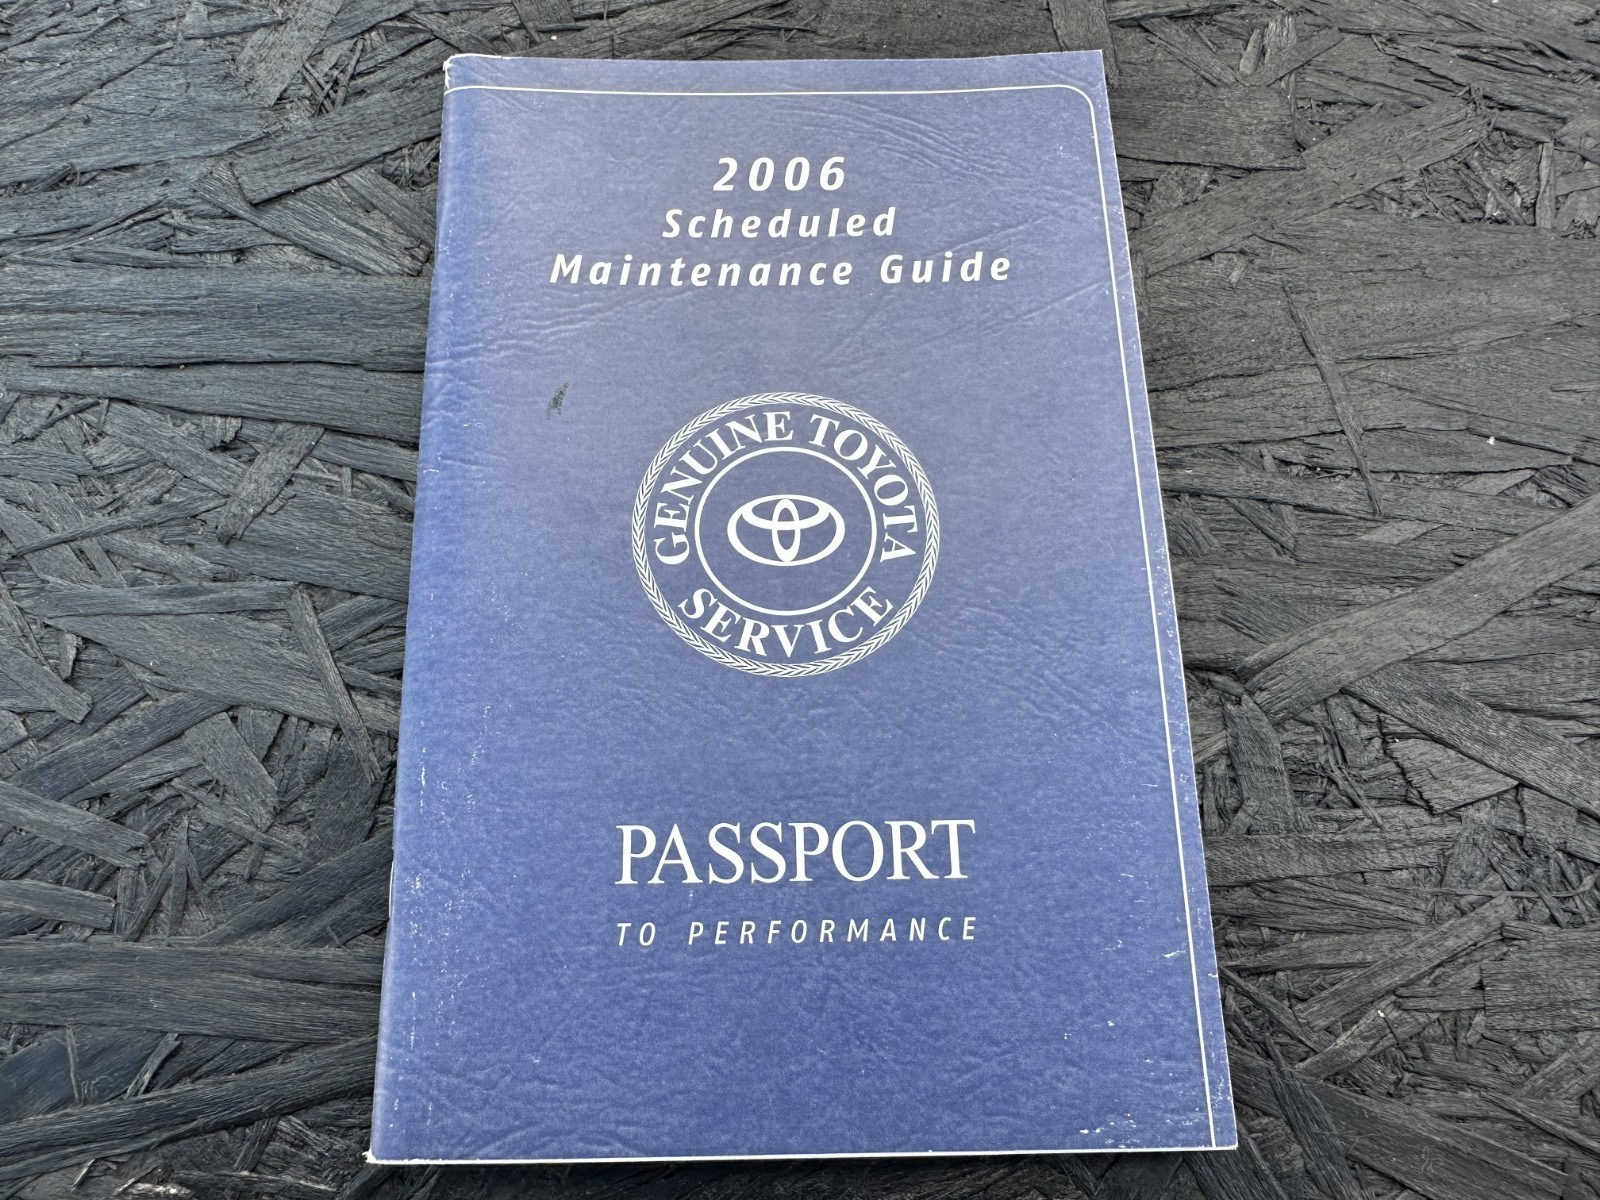 2006
Scheduled
Maintenance Guide
GENUINE TOYOTA
SERVICE
PASSPORT
TO PERFORMANCE